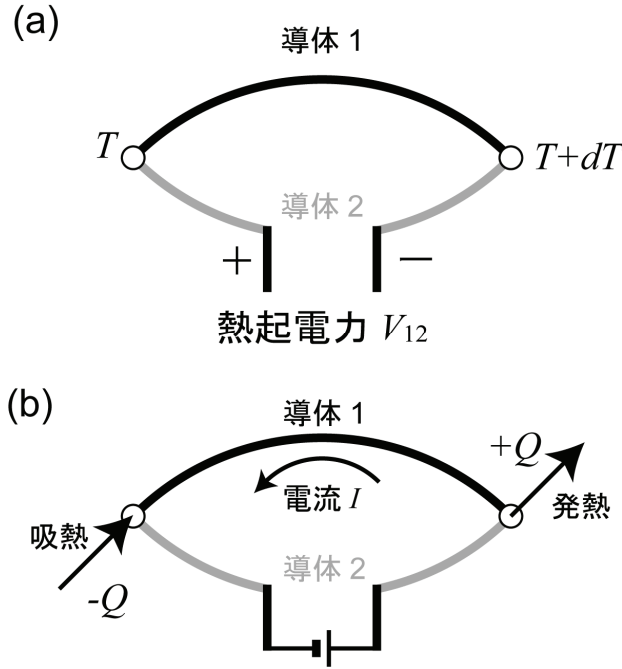 (a)
導体 1
T
T+dT
導体 2
+
−
熱起電力 V12
(b)
導体 1
+Q
電流 I
発熱
吸熱
導体 2
-Q